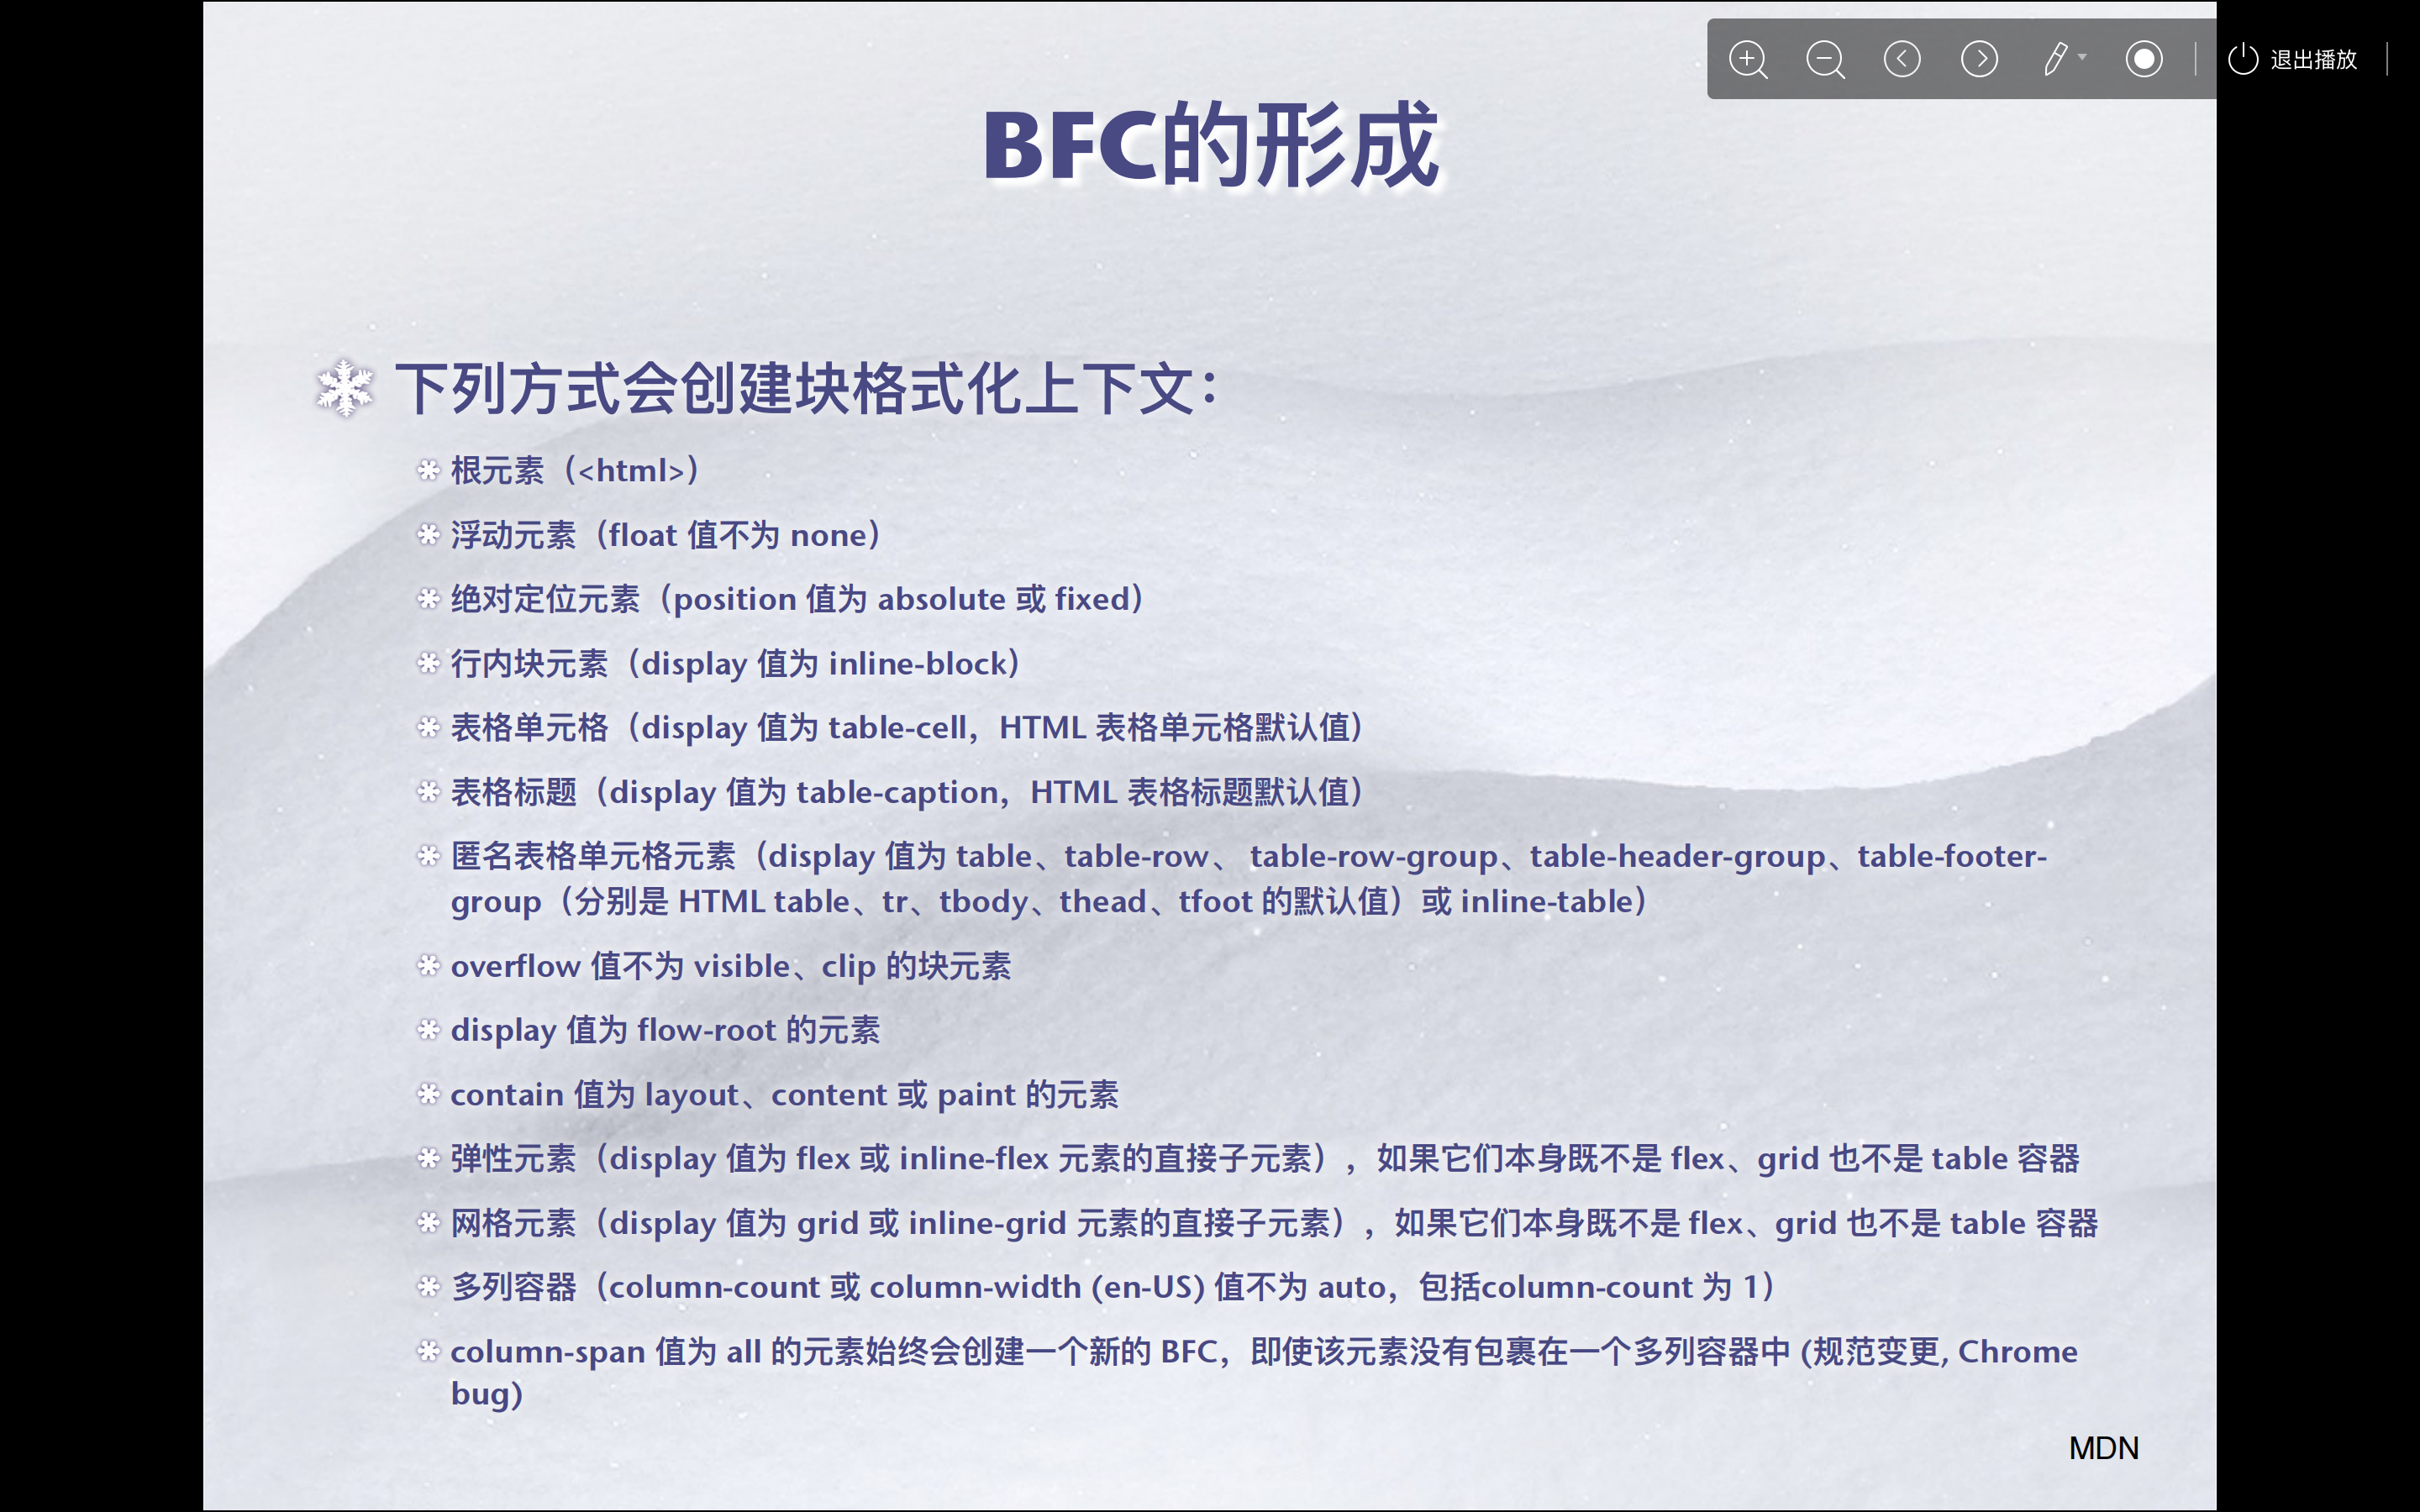 退出播放
BFC的形成
下列方式会创建块格式化上下文：
根元素（<html>）
浮动元素（float 值不为 none）
绝对定位元素（position 值为 absolute 或 fixed）
行内块元素（display 值为 inline-block）
表格单元格（display 值为 table-cell，HTML 表格单元格默认值）
表格标题（display 值为 table-caption，HTML 表格标题默认值）
匿名表格单元格元素（display 值为 table、table-row、 table-row-group、table-header-group、table-footer-
group（分别是 HTML table、tr、tbody、thead、tfoot 的默认值）或 inline-table）
overflow 值不为 visible、clip 的块元素
display 值为 flow-root 的元素
contain 值为 layout、content 或 paint 的元素
弹性元素（display 值为 flex 或 inline-flex 元素的直接子元素），如果它们本身既不是 flex、grid 也不是 table 容器
网格元素（display 值为 grid 或 inline-grid 元素的直接子元素），如果它们本身既不是 flex、grid 也不是 table 容器
多列容器（column-count 或 column-width (en-US) 值不为 auto，包括column-count 为 1）
column-span 值为 all 的元素始终会创建一个新的 BFC，即使该元素没有包裹在一个多列容器中 (规范变更, Chrome
bug)
MDN